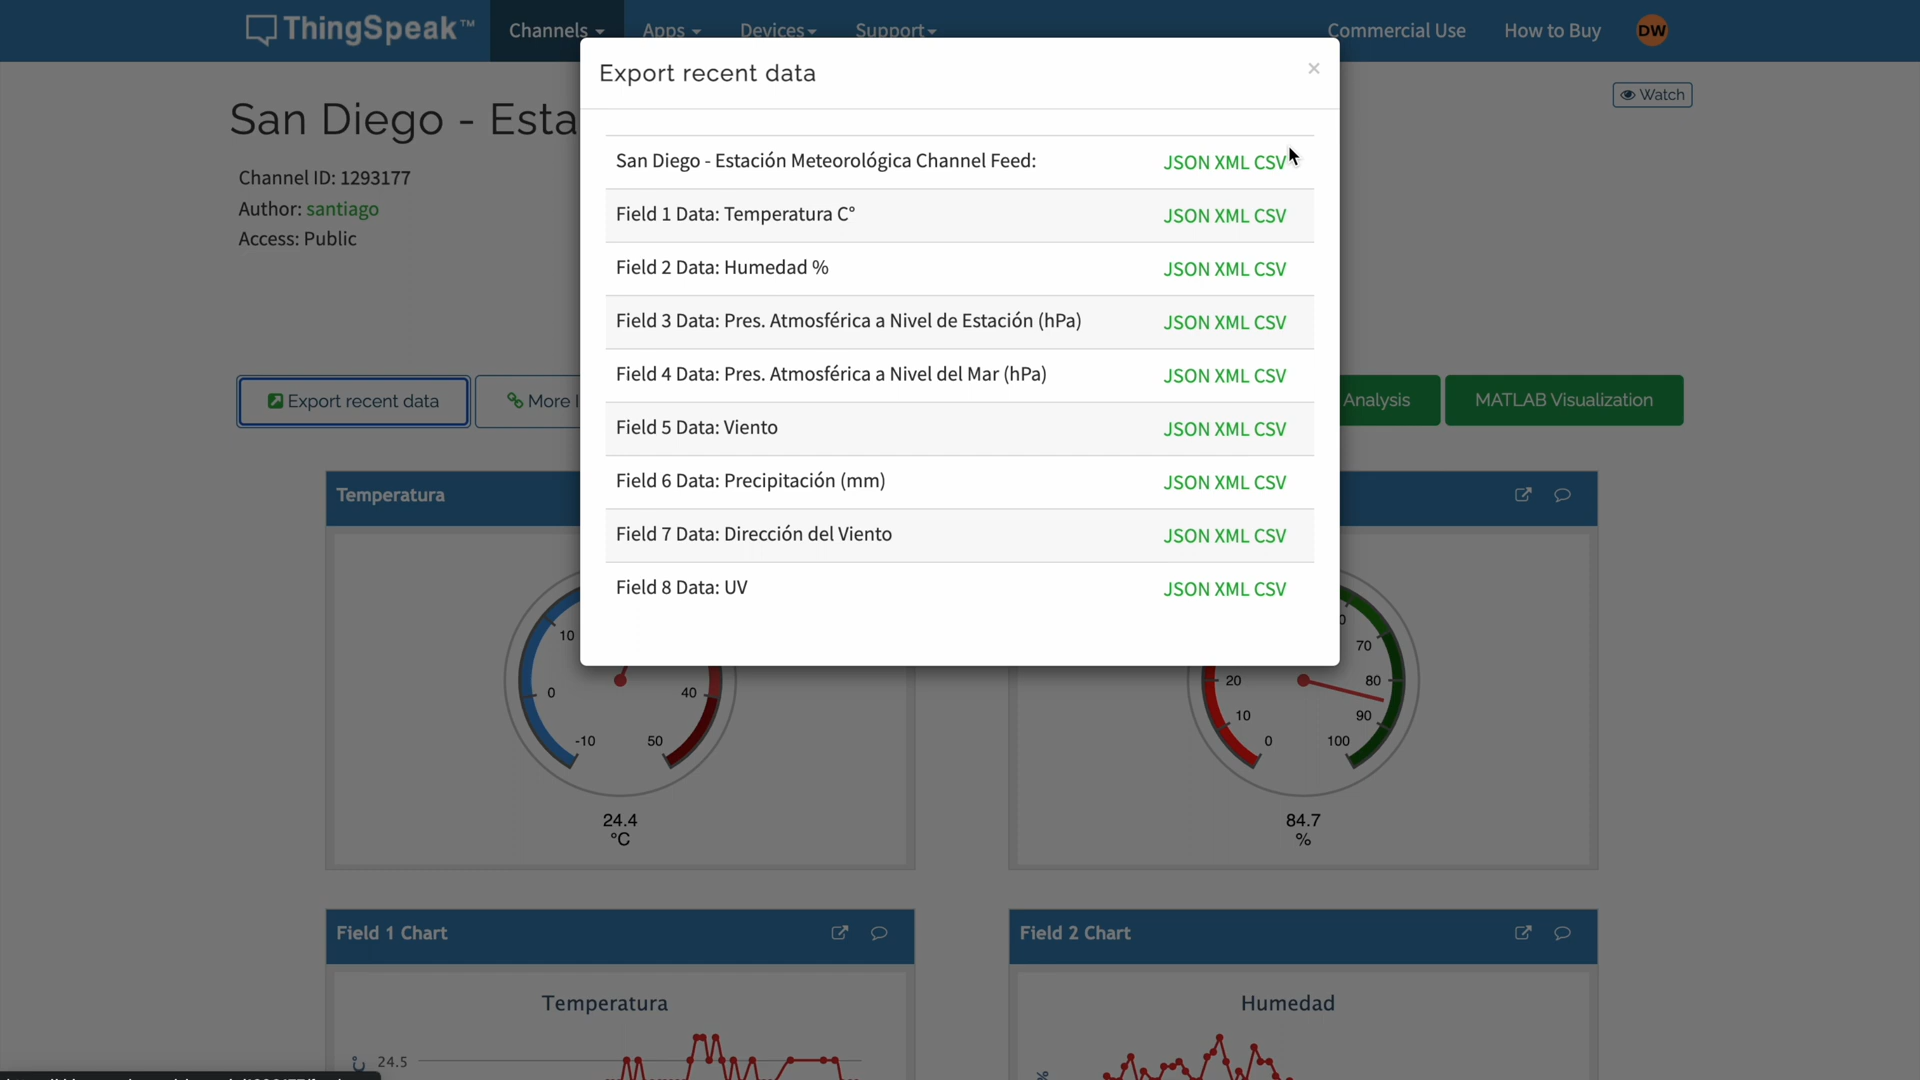 ThingSpeak™ Channels Apps Devices Support Commercial Use How to Buy DW
Export recent data ×
San Diego - Esta
Watch
Channel ID: 1293177
Author: santiago
Access: Public
San Diego - Estación Meteorológica Channel Feed: JSON XML CSV
Field 1 Data: Temperatura C° JSON XML CSV
Field 2 Data: Humedad % JSON XML CSV
Field 3 Data: Pres. Atmosférica a Nivel de Estación (hPa) JSON XML CSV
Field 4 Data: Pres. Atmosférica a Nivel del Mar (hPa) JSON XML CSV
Field 5 Data: Viento JSON XML CSV
Field 6 Data: Precipitación (mm) JSON XML CSV
Field 7 Data: Dirección del Viento JSON XML CSV
Field 8 Data: UV JSON XML CSV
Export recent data More I Analysis MATLAB Visualization
Temperatura
10
0
-10
40
50
24.4
°C
0
10
20
70
80
90
100
84.7
%
Field 1 Chart
Field 2 Chart
Temperatura
Humedad
24.5
%